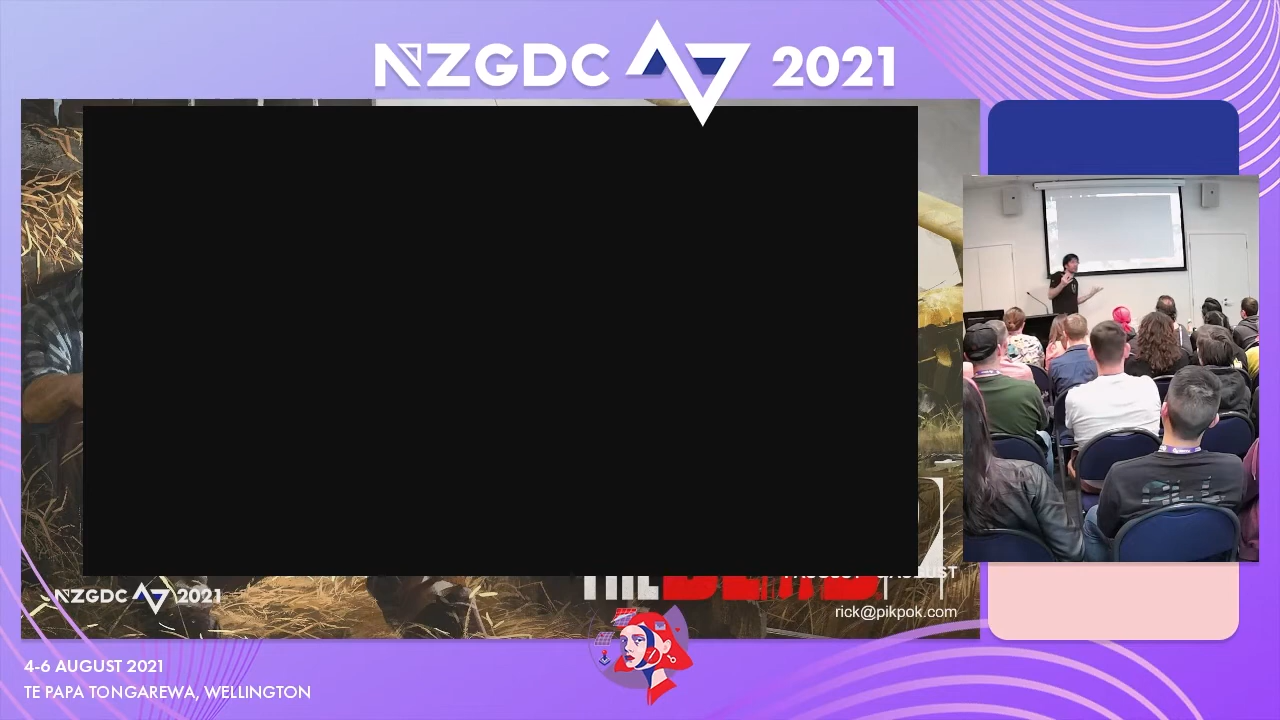 NZGDC 2021
NZGDC 2021
rick@pikpok.com
4-6 AUGUST 2021
TE PAPA TONGAREWA, WELLINGTON